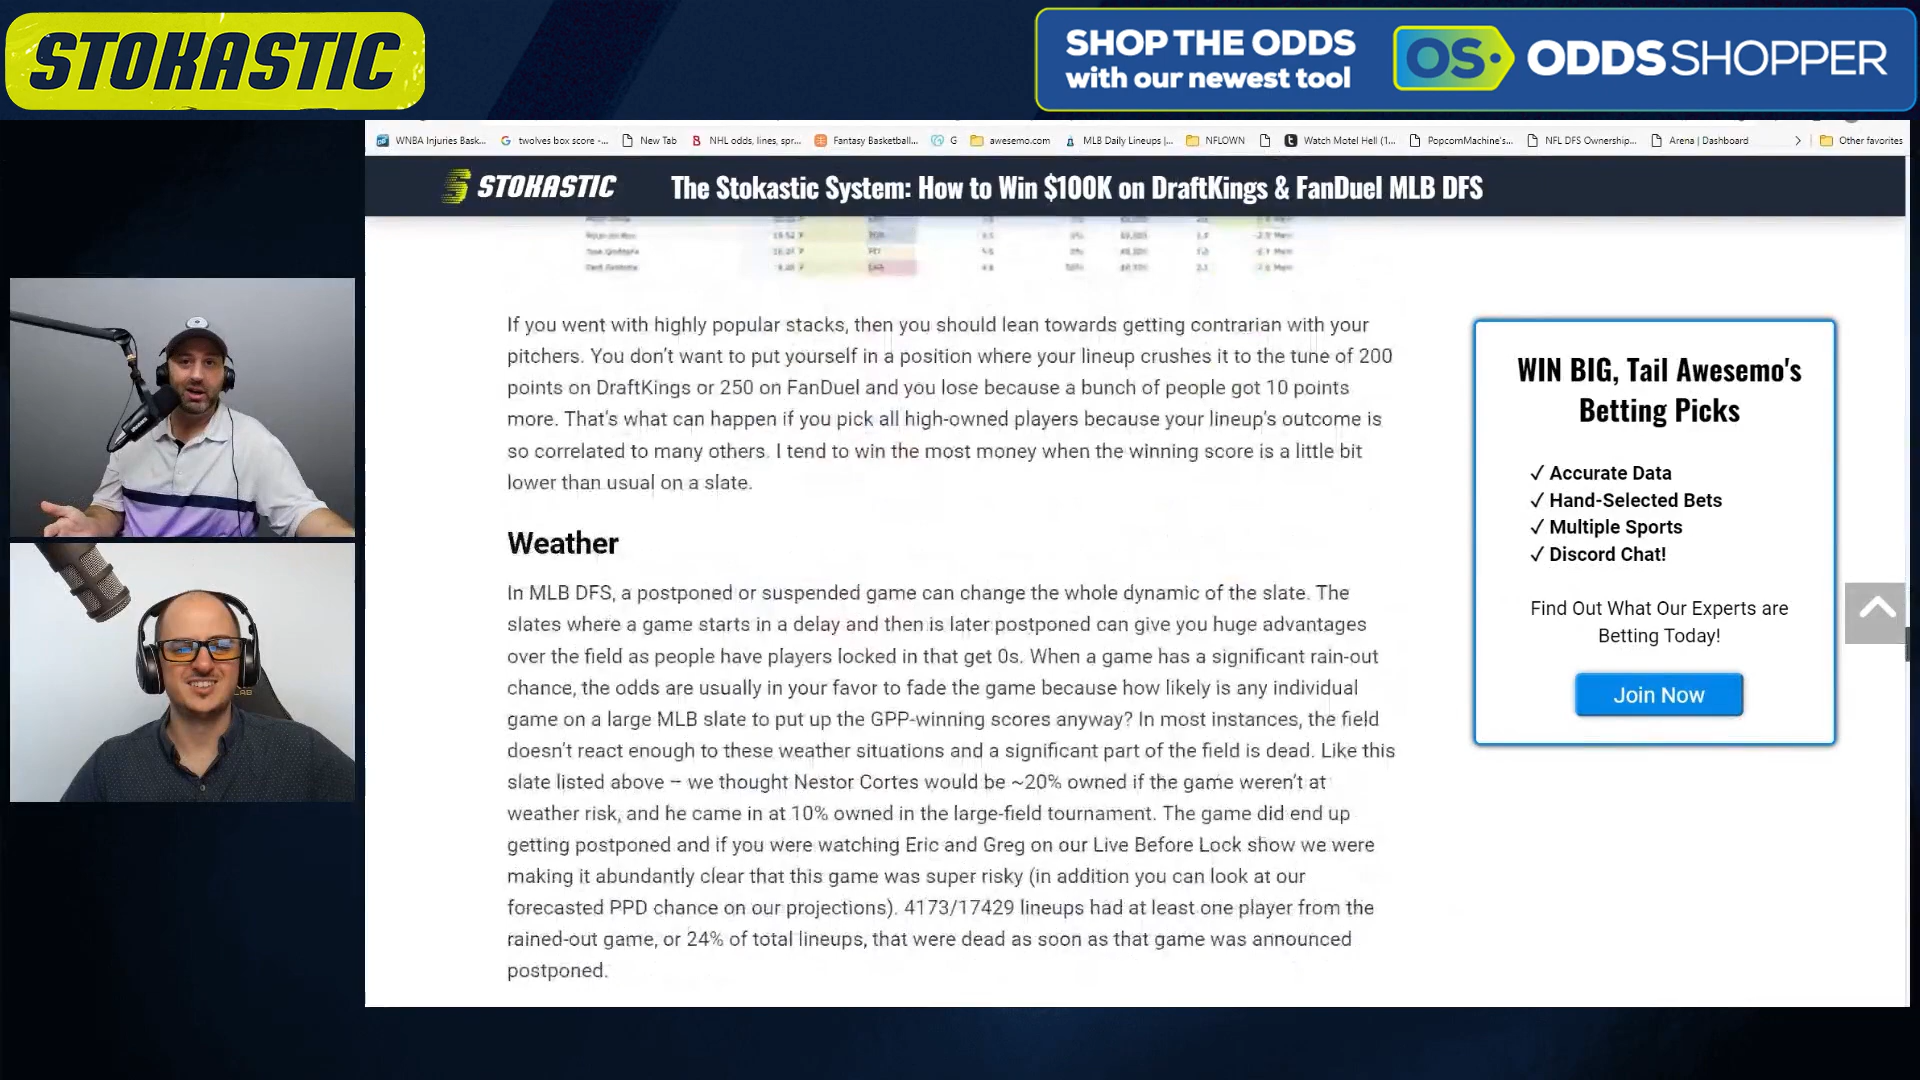 STOKASTIC
SHOP THE ODDS
with our newest tool
OS.
ODDSSHOPPER
WNBA Injuries Bask...
twolves box score -...
New Tab
NHL odds, lines, spr...
Fantasy Basketball...
G
awesemo.com
MLB Daily Lineups |...
NFLOWN
Watch Motel Hell (1...
PopcornMachine's...
NFL DFS Ownership...
Arena | Dashboard
Other favorites
STOKASTIC
The Stokastic System: How to Win $100K on DraftKings & FanDuel MLB DFS
If you went with highly popular stacks, then you should lean towards getting contrarian with your
pitchers. You don't want to put yourself in a position where your lineup crushes it to the tune of 200
points on DraftKings or 250 on FanDuel and you lose because a bunch of people got 10 points
more. That's what can happen if you pick all high-owned players because your lineup's outcome is
so correlated to many others. I tend to win the most money when the winning score is a little bit
lower than usual on a slate.
Weather
In MLB DFS, a postponed or suspended game can change the whole dynamic of the slate. The
slates where a game starts in a delay and then is later postponed can give you huge advantages
over the field as people have players locked in that get 0s. When a game has a significant rain-out
chance, the odds are usually in your favor to fade the game because how likely is any individual
game on a large MLB slate to put up the GPP-winning scores anyway? In most instances, the field
doesn't react enough to these weather situations and a significant part of the field is dead. Like this
slate listed above – we thought Nestor Cortes would be ~20% owned if the game weren't at
weather risk, and he came in at 10% owned in the large-field tournament. The game did end up
getting postponed and if you were watching Eric and Greg on our Live Before Lock show we were
making it abundantly clear that this game was super risky (in addition you can look at our
forecasted PPD chance on our projections). 4173/17429 lineups had at least one player from the
rained-out game, or 24% of total lineups, that were dead as soon as that game was announced
postponed.
WIN BIG, Tail Awesemo's
Betting Picks
✓ Accurate Data
✓ Hand-Selected Bets
✓ Multiple Sports
✓ Discord Chat!
Find Out What Our Experts are
Betting Today!
Join Now